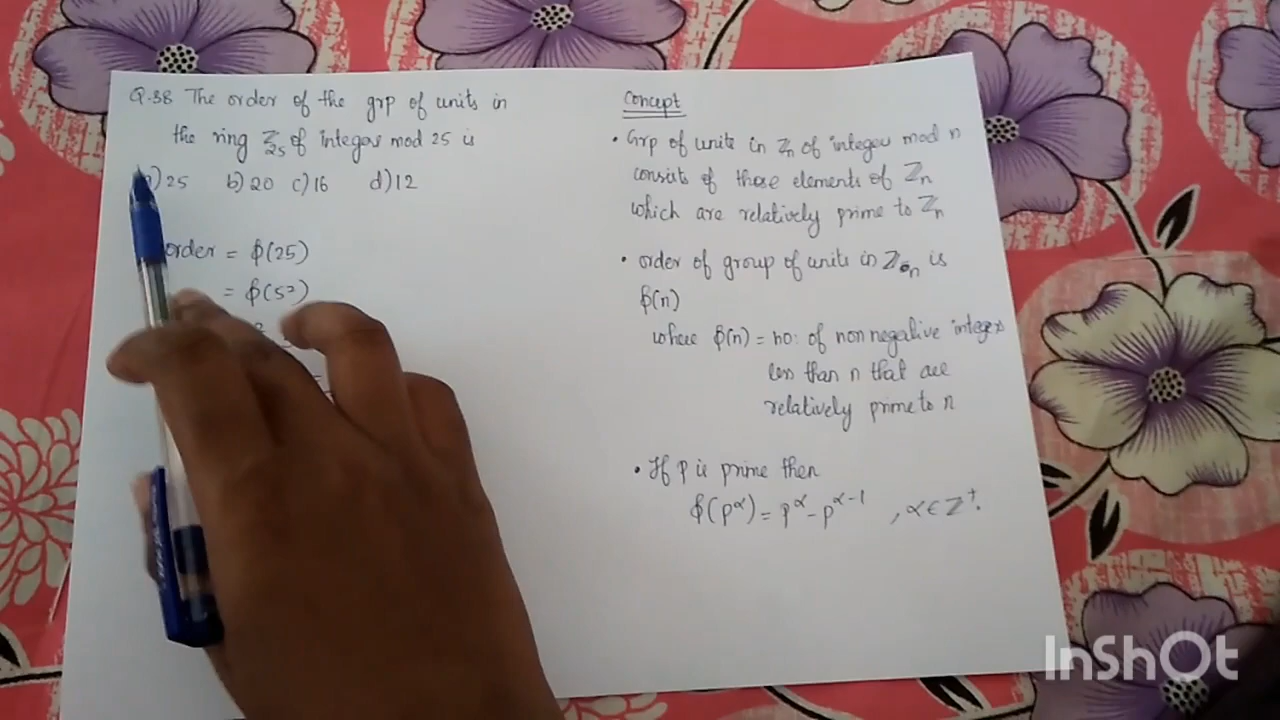 Q.38 The order of the grp of units in
the ring Z25 of integers mod 25 is
)25 b)20 c)16 d)12
order = ϕ(25)
= ϕ(5²)
2
=
Concept
• Grp of units in Zn of integers mod n
consists of those elements of Zn
which are relatively prime to Zn
• order of group of units in Zn is
ϕ(n)
where ϕ(n) = no: of non negative integers
less than n that are
relatively prime to n
• If P is prime then
ϕ(p^α) = p^α - p^α-1 , α ∈ Z⁺.
InShOt